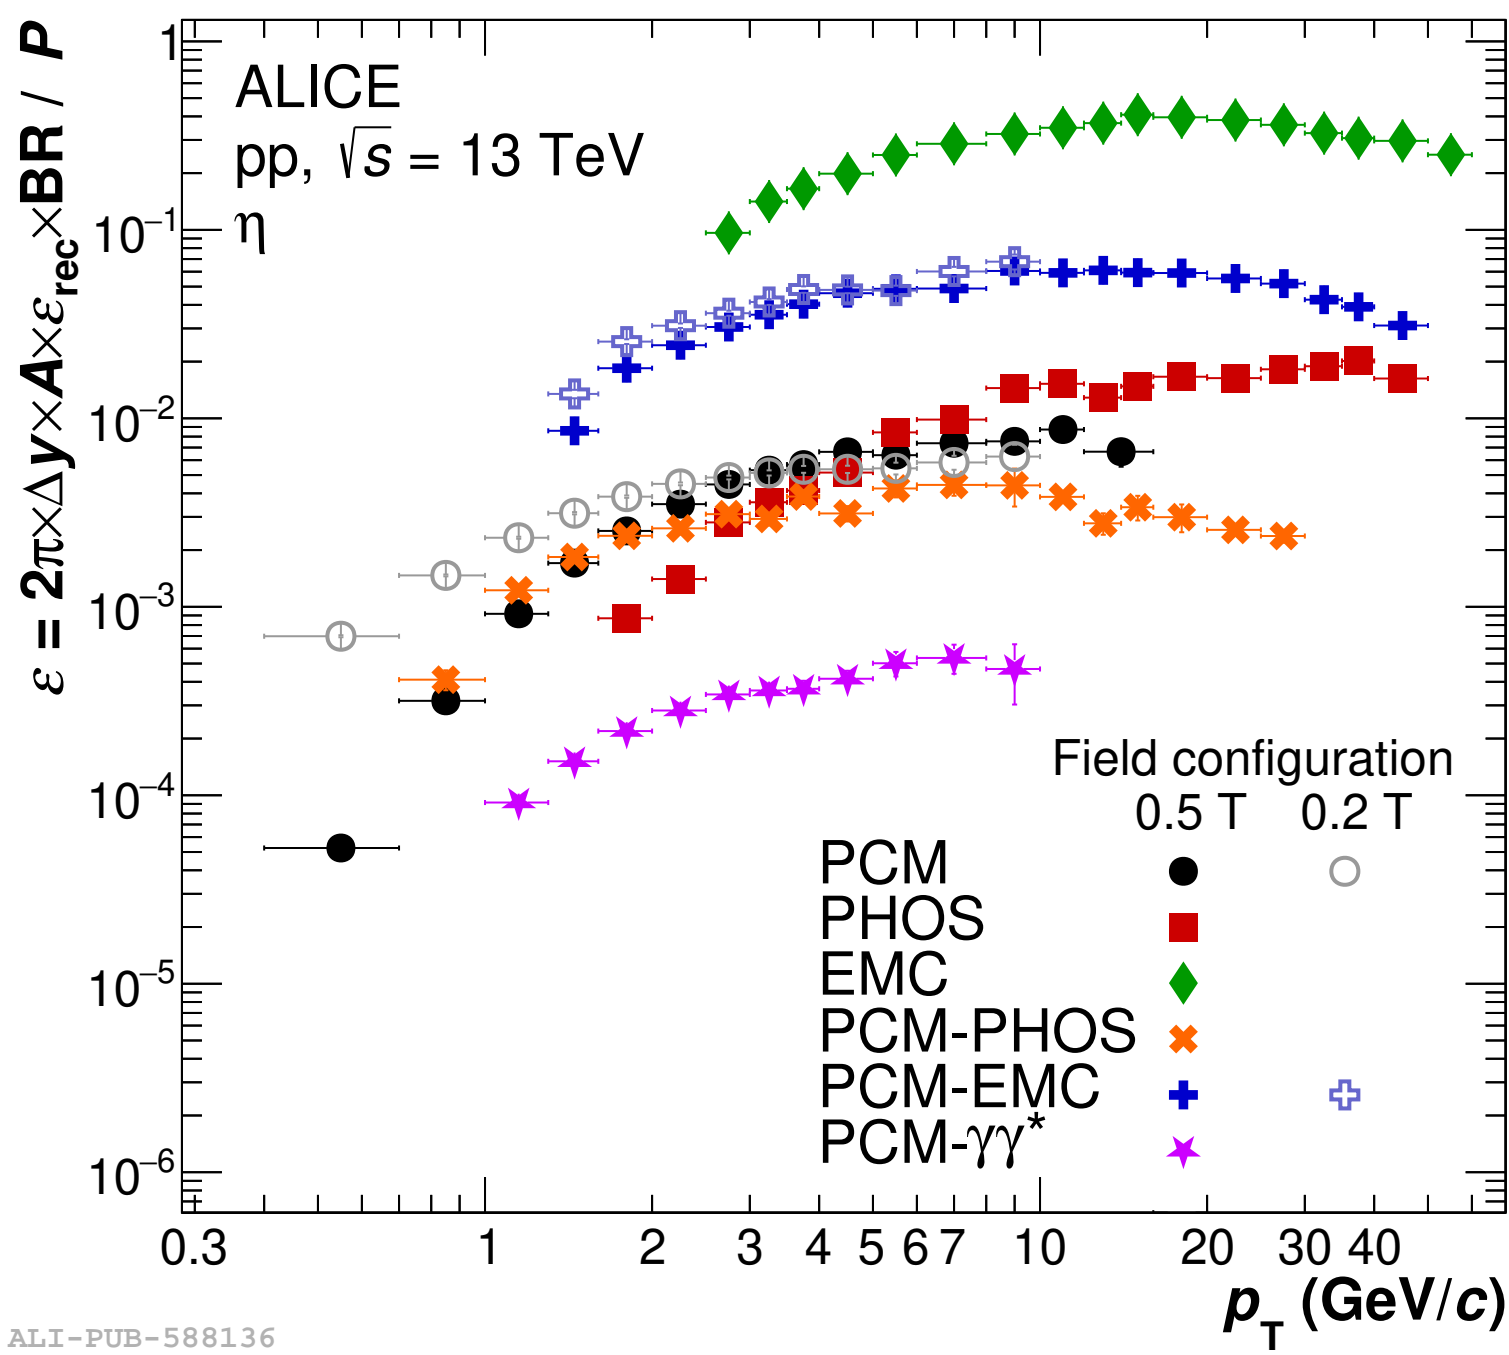 ε = 2π×Δy×A×ε_rec×BR / P
ALICE
pp, √s = 13 TeV
η
1
10⁻¹
10⁻²
10⁻³
10⁻⁴
10⁻⁵
10⁻⁶
Field configuration
0.5 T 0.2 T
PCM
PHOS
EMC
PCM-PHOS
PCM-EMC
PCM-γγ*
0.3 1 2 3 4 5 6 7 10 20 30 40
p_T (GeV/c)
ALI-PUB-588136